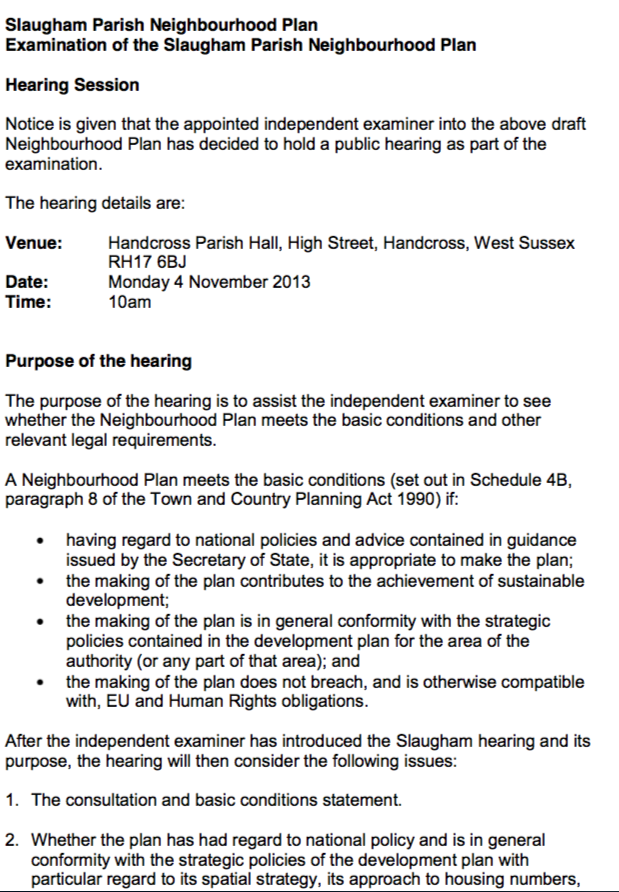 Slaugham Parish Neighbourhood Plan
Examination of the Slaugham Parish Neighbourhood Plan
Hearing Session
Notice is given that the appointed independent examiner into the above draft
Neighbourhood Plan has decided to hold a public hearing as part of the
examination.
The hearing details are:
Venue: Handcross Parish Hall, High Street, Handcross, West Sussex
RH17 6BJ
Date: Monday 4 November 2013
Time: 10am
Purpose of the hearing
The purpose of the hearing is to assist the independent examiner to see
whether the Neighbourhood Plan meets the basic conditions and other
relevant legal requirements.
A Neighbourhood Plan meets the basic conditions (set out in Schedule 4B,
paragraph 8 of the Town and Country Planning Act 1990) if:
• having regard to national policies and advice contained in guidance
issued by the Secretary of State, it is appropriate to make the plan;
• the making of the plan contributes to the achievement of sustainable
development;
• the making of the plan is in general conformity with the strategic
policies contained in the development plan for the area of the
authority (or any part of that area); and
• the making of the plan does not breach, and is otherwise compatible
with, EU and Human Rights obligations.
After the independent examiner has introduced the Slaugham hearing and its
purpose, the hearing will then consider the following issues:
1. The consultation and basic conditions statement.
2. Whether the plan has had regard to national policy and is in general
conformity with the strategic policies of the development plan with
particular regard to its spatial strategy, its approach to housing numbers,